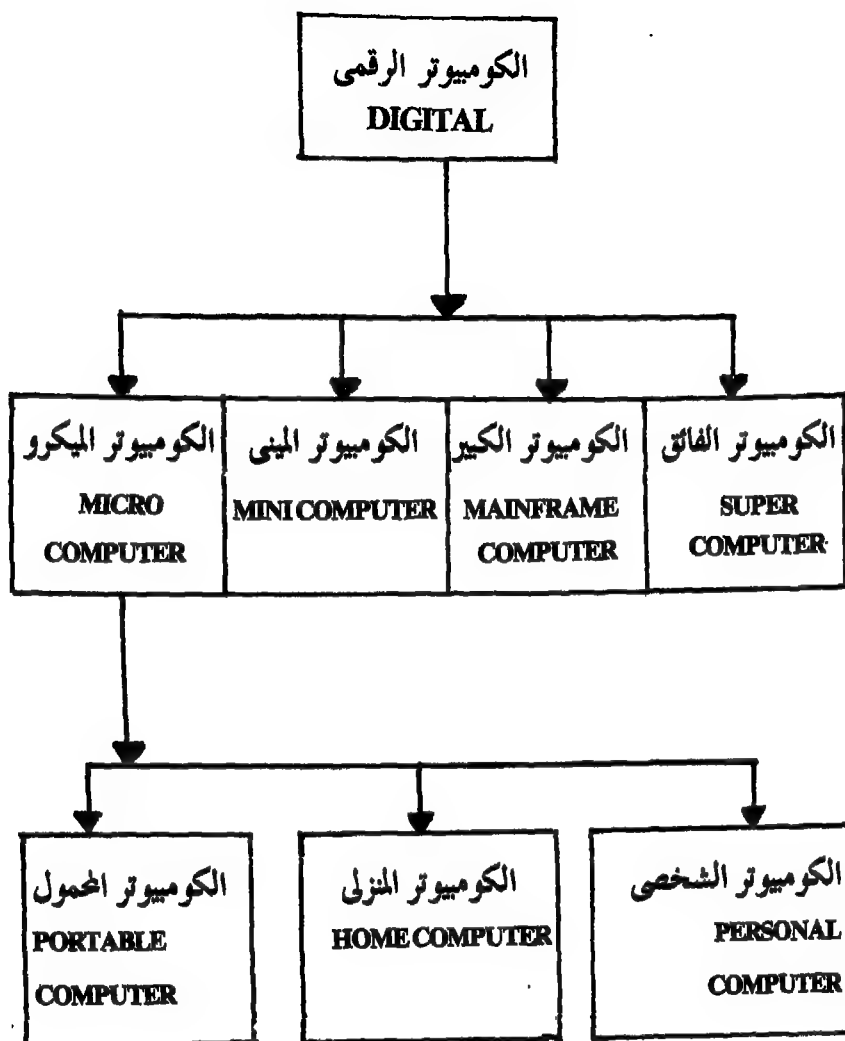 الكومبيوتر الرقمى
DIGITAL
الكومبيوتر الفائق
SUPER
COMPUTER
الكومبيوتر الكبير
MAINFRAME
COMPUTER
الكومبيوتر المينى
MINI COMPUTER
الكومبيوتر الميكرو
MICRO
COMPUTER
الكومبيوتر الشخصى
PERSONAL
COMPUTER
الكومبيوتر المنزلى
HOME COMPUTER
الكومبيوتر المحمول
PORTABLE
COMPUTER